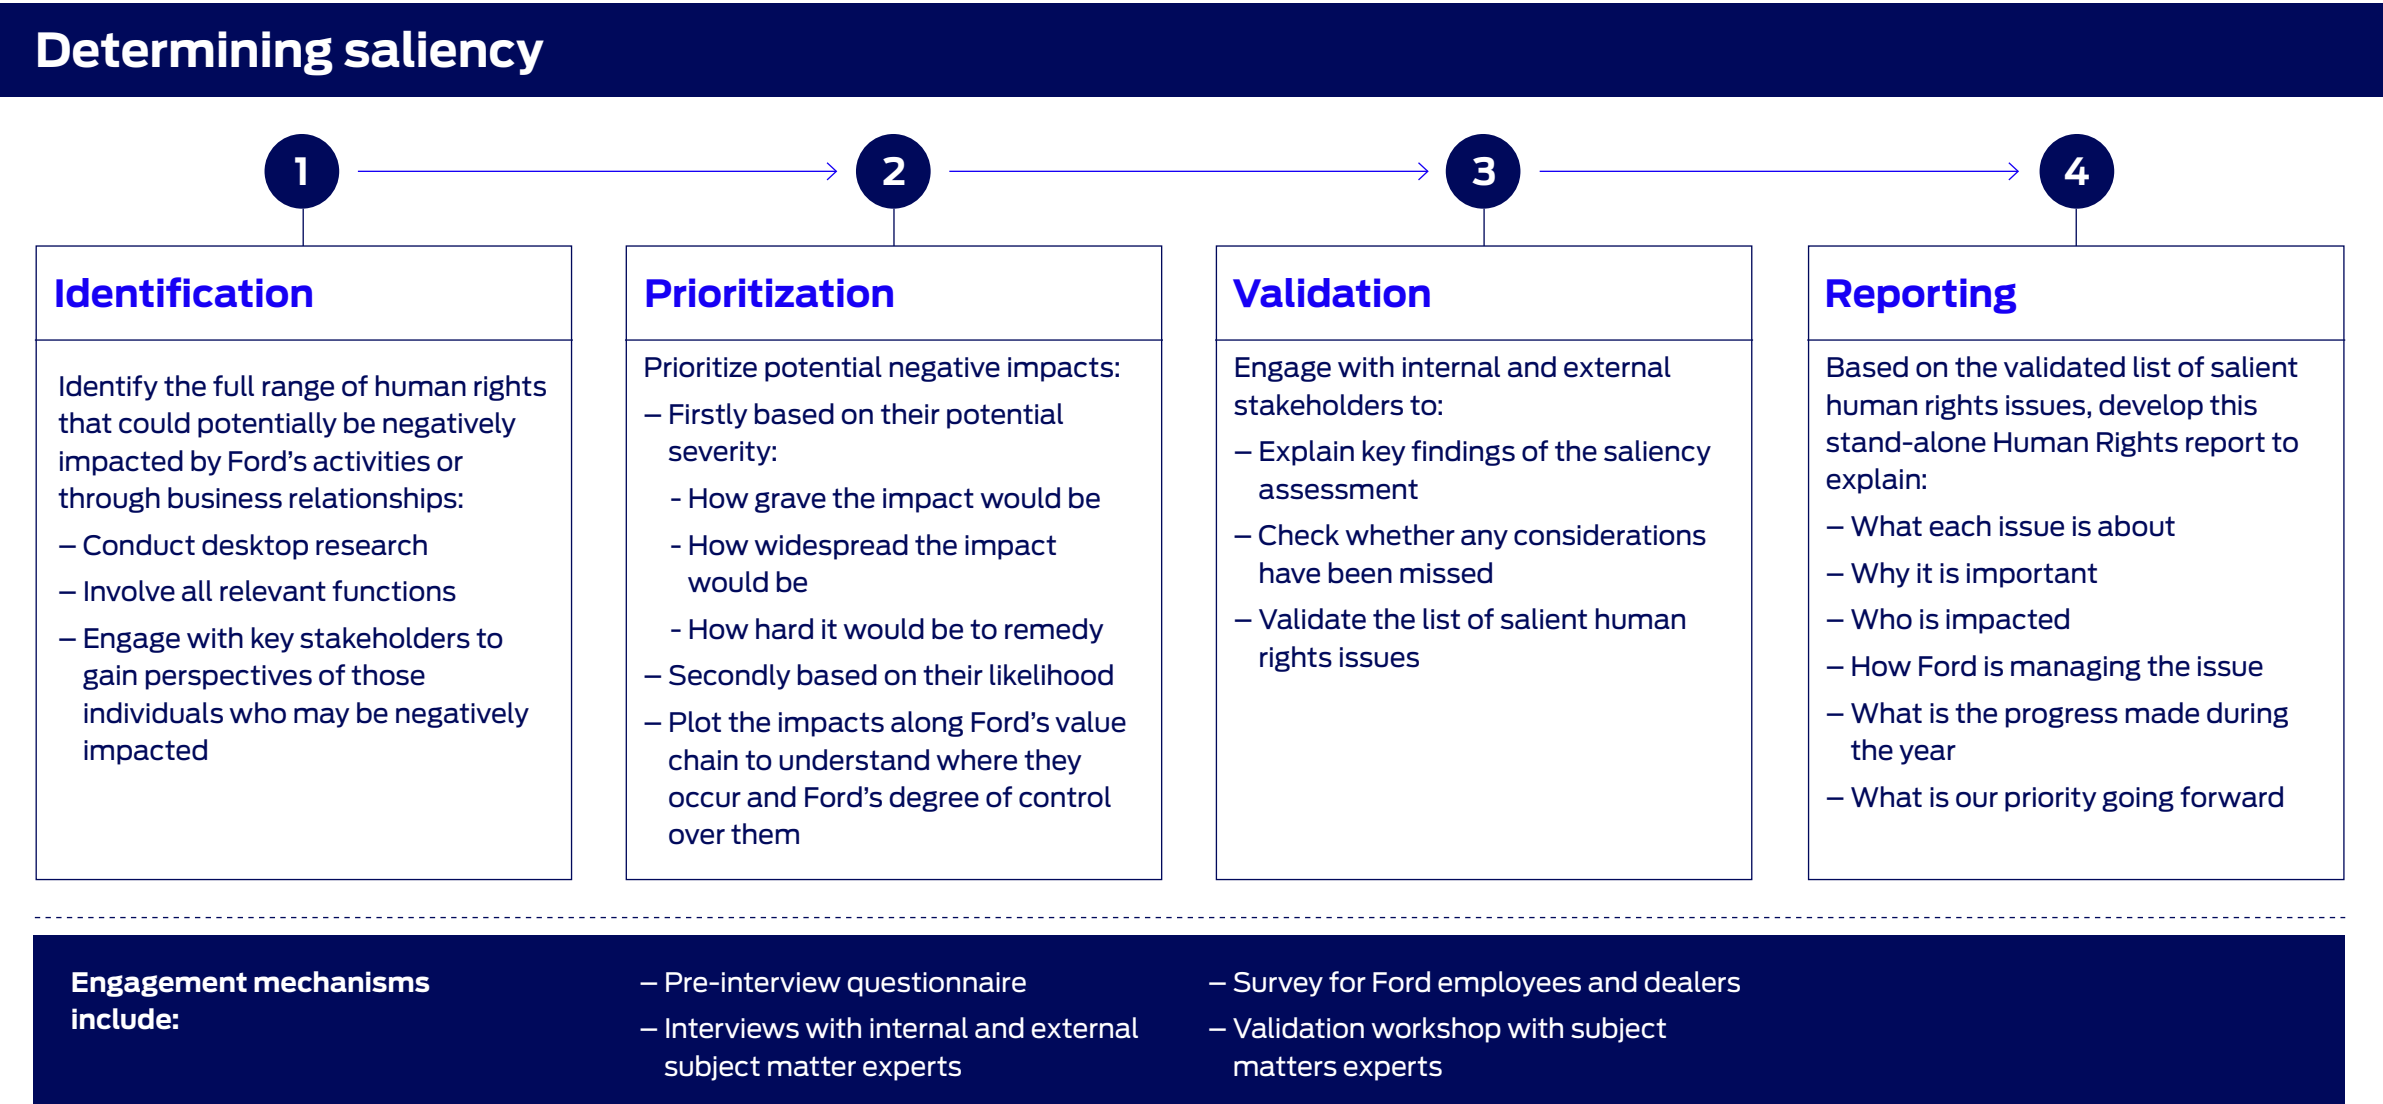 Determining saliency
1
2
3
4
Identification
Identify the full range of human rights
that could potentially be negatively
impacted by Ford’s activities or
through business relationships:
– Conduct desktop research
– Involve all relevant functions
– Engage with key stakeholders to
gain perspectives of those
individuals who may be negatively
impacted
Prioritization
Prioritize potential negative impacts:
– Firstly based on their potential
severity:
- How grave the impact would be
- How widespread the impact
would be
- How hard it would be to remedy
– Secondly based on their likelihood
– Plot the impacts along Ford’s value
chain to understand where they
occur and Ford’s degree of control
over them
Validation
Engage with internal and external
stakeholders to:
– Explain key findings of the saliency
assessment
– Check whether any considerations
have been missed
– Validate the list of salient human
rights issues
Reporting
Based on the validated list of salient
human rights issues, develop this
stand-alone Human Rights report to
explain:
– What each issue is about
– Why it is important
– Who is impacted
– How Ford is managing the issue
– What is the progress made during
the year
– What is our priority going forward
Engagement mechanisms
include:
– Pre-interview questionnaire
– Interviews with internal and external
subject matter experts
– Survey for Ford employees and dealers
– Validation workshop with subject
matters experts